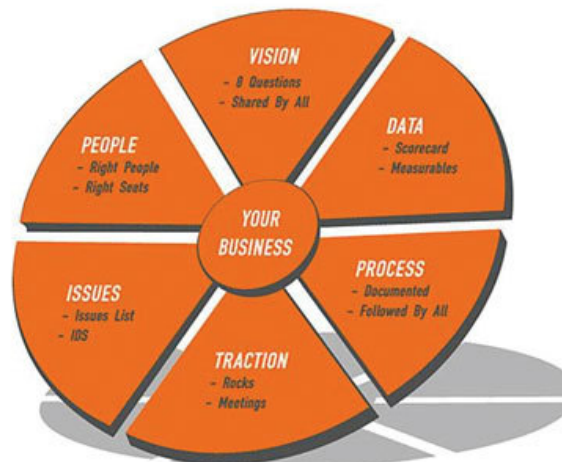 VISION
- 8 Questions
- Shared By All
DATA
- Scorecard
- Measurables
PROCESS
- Documented
- Followed By All
TRACTION
- Rocks
- Meetings
ISSUES
- Issues List
- IDS
PEOPLE
- Right People
- Right Seats
YOUR
BUSINESS